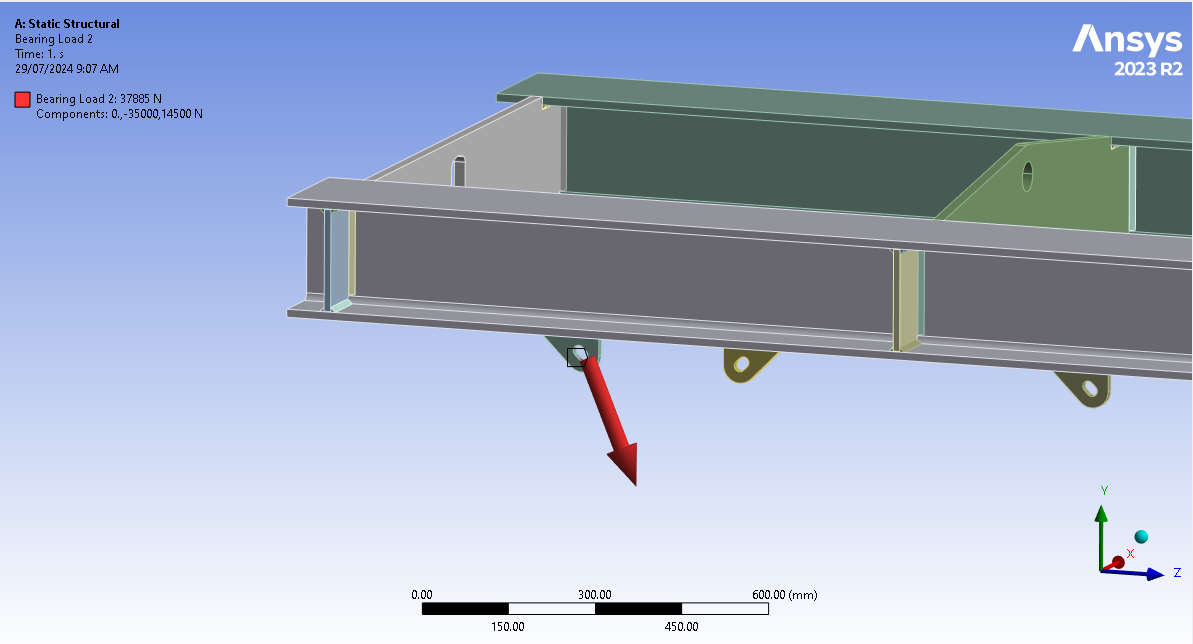 A: Static Structural
Bearing Load 2
Time: 1. s
29/07/2024 9:07 AM
Bearing Load 2: 37885 N
Components: 0.,-35000,14500 N
Ansys
2023 R2
Y
X
Z
0.00 300.00 600.00 (mm)
150.00 450.00